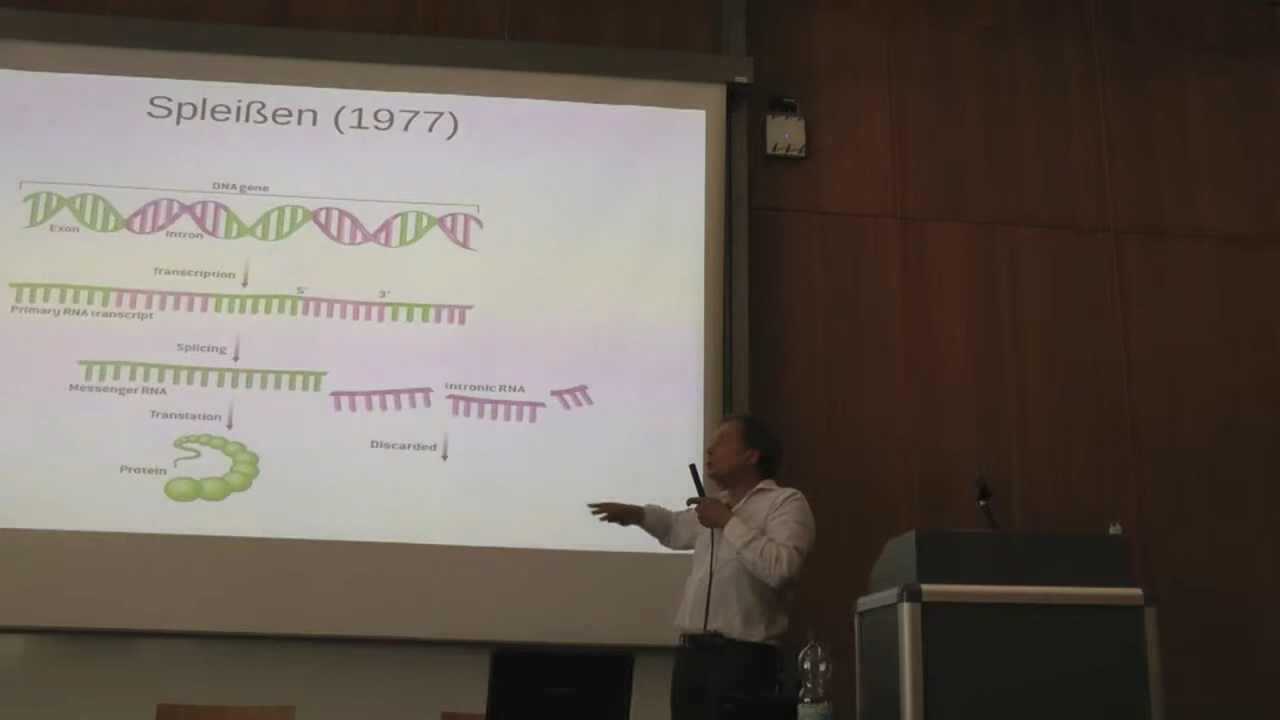 Spleißen (1977)
DNA gene
Exon
Intron
Transcription
5'
3'
Primary RNA transcript
Splicing
Messenger RNA
Intronic RNA
Translation
Discarded
Protein